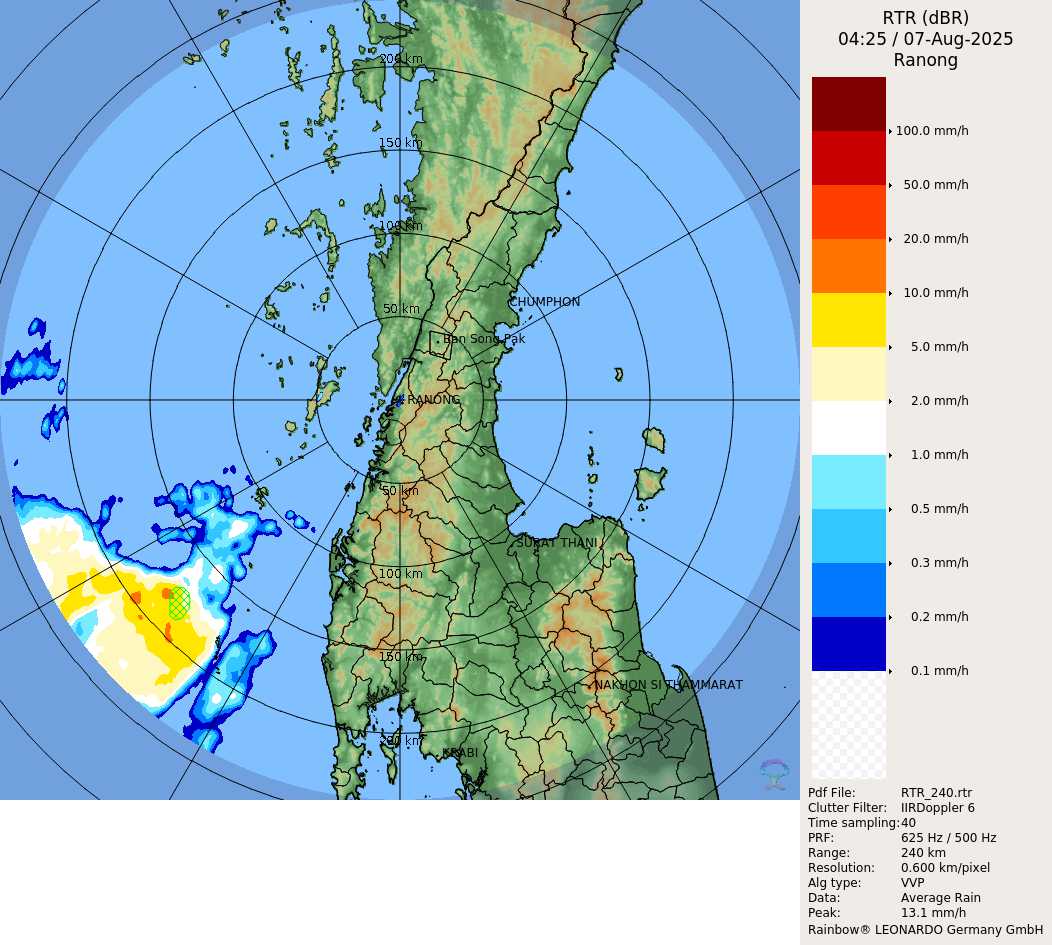 RTR (dBR)
04:25 / 07-Aug-2025
Ranong
200 km
150 km
100 km
50 km
CHUMPHON
Ban Song Pak
RANONG
50 km
SURAT THANI
100 km
150 km
NAKHON SI THAMMARAT
200 km
KRABI
100.0 mm/h
50.0 mm/h
20.0 mm/h
10.0 mm/h
5.0 mm/h
2.0 mm/h
1.0 mm/h
0.5 mm/h
0.3 mm/h
0.2 mm/h
0.1 mm/h
Pdf File: RTR_240.rtr
Clutter Filter: IIRDoppler 6
Time sampling: 40
PRF: 625 Hz / 500 Hz
Range: 240 km
Resolution: 0.600 km/pixel
Alg type: VVP
Data: Average Rain
Peak: 13.1 mm/h
Rainbow® LEONARDO Germany GmbH